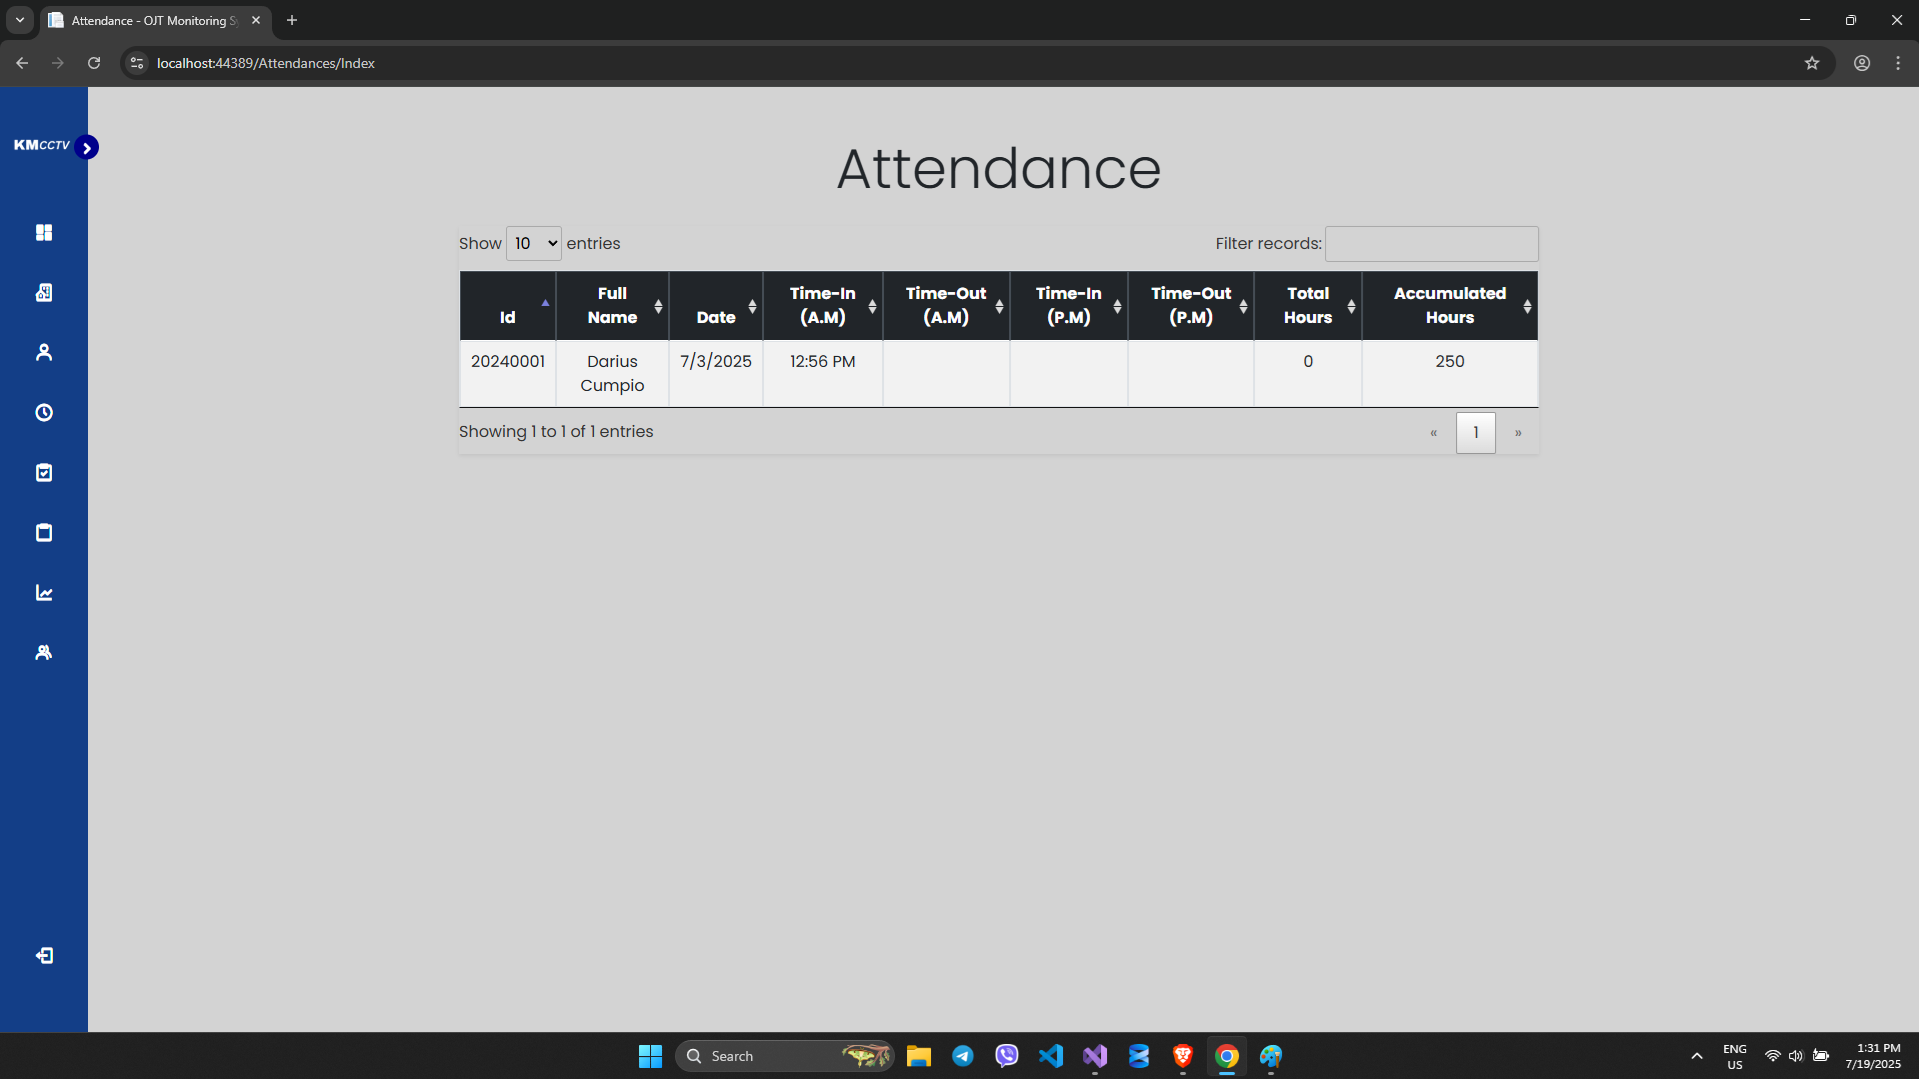 Attendance - OJT Monitoring S
localhost:44389/Attendances/Index
KMCCTV
Attendance
Show 10 entries
Filter records:
Id Full Name Date Time-In (A.M) Time-Out (A.M) Time-In (P.M) Time-Out (P.M) Total Hours Accumulated Hours
20240001 Darius Cumpio 7/3/2025 12:56 PM 0 250
Showing 1 to 1 of 1 entries
« 1 »
Search
ENG
US
1:31 PM
7/19/2025